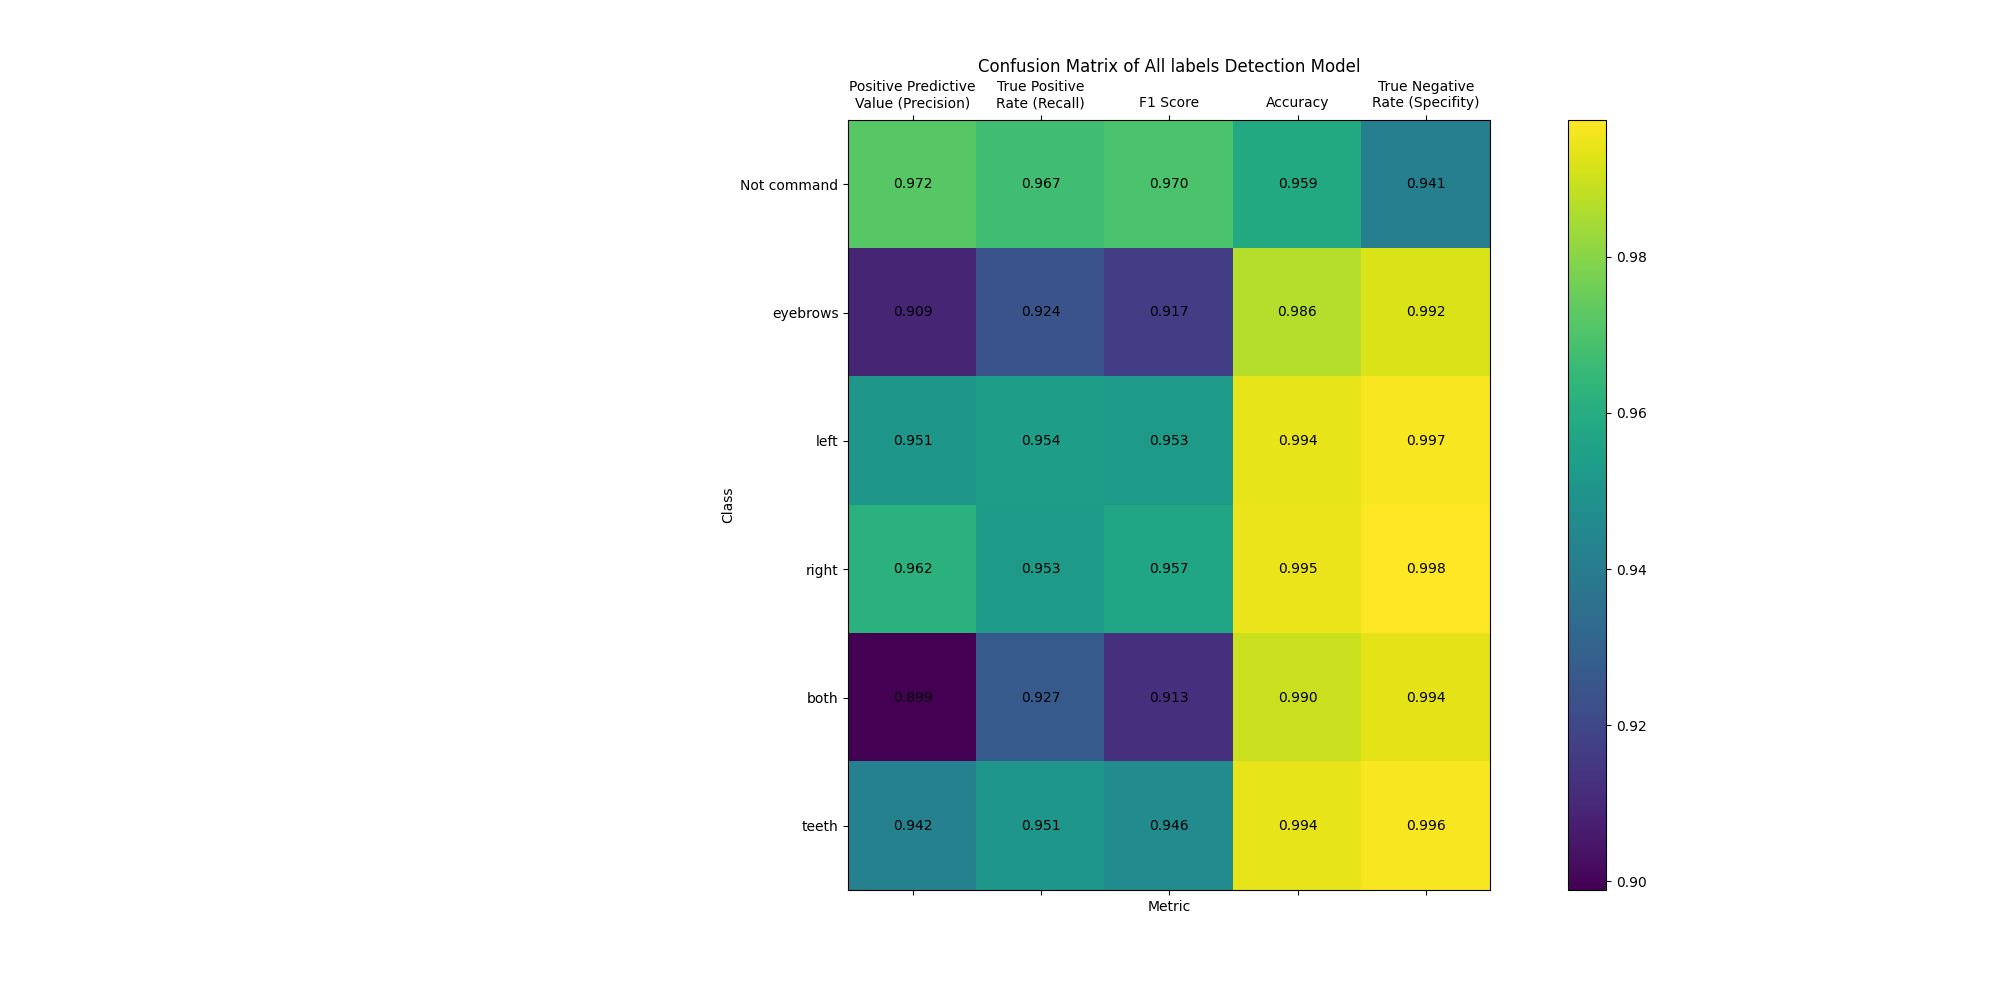 Confusion Matrix of All labels Detection Model
Positive Predictive
Value (Precision)
True Positive
Rate (Recall)
F1 Score
Accuracy
True Negative
Rate (Specifity)
Not command 0.972 0.967 0.970 0.959 0.941
eyebrows 0.909 0.924 0.917 0.986 0.992
left 0.951 0.954 0.953 0.994 0.997
right 0.962 0.953 0.957 0.995 0.998
both 0.899 0.927 0.913 0.990 0.994
teeth 0.942 0.951 0.946 0.994 0.996
Class
Metric
0.98
0.96
0.94
0.92
0.90